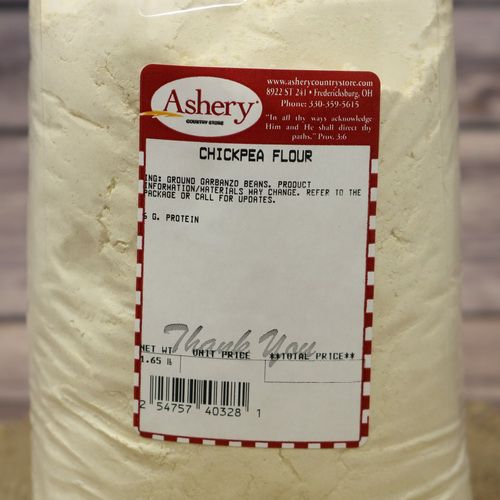 Ashery
COUNTRY STORE
www.asherycountrystore.com
8922 ST 241 • Fredericksburg, OH
Phone: 330-359-5615
"In all thy ways acknowledge
Him and He shall direct thy
paths." Prov. 3:6
CHICKPEA FLOUR
ING: GROUND GARBANZO BEANS. PRODUCT
INFORMATION/MATERIALS MAY CHANGE. REFER TO THE
PACKAGE OR CALL FOR UPDATES.
6 G. PROTEIN
Thank You
NET WT UNIT PRICE **TOTAL PRICE**
1.65 lb
2 54757 40328 1